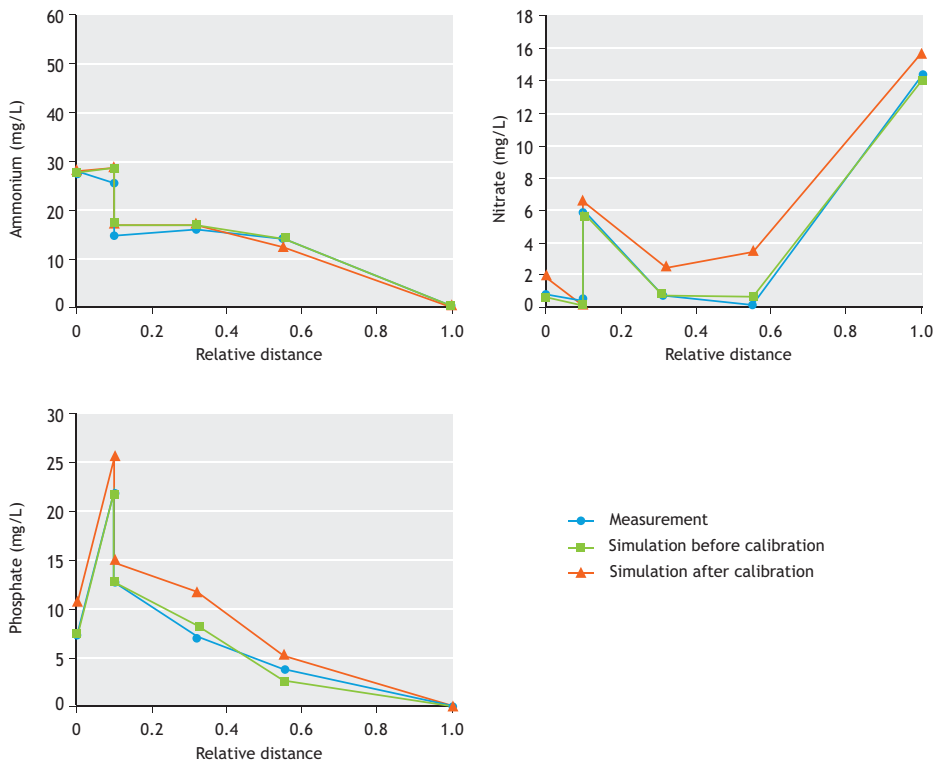 60
50
40
30
20
10
0
Ammonium (mg/L)
0 0.2 0.4 0.6 0.8 1.0
Relative distance
18
16
14
12
10
8
6
4
2
0
Nitrate (mg/L)
0 0.2 0.4 0.6 0.8 1.0
Relative distance
30
25
20
15
10
5
0
Phosphate (mg/L)
0 0.2 0.4 0.6 0.8 1.0
Relative distance
Measurement
Simulation before calibration
Simulation after calibration